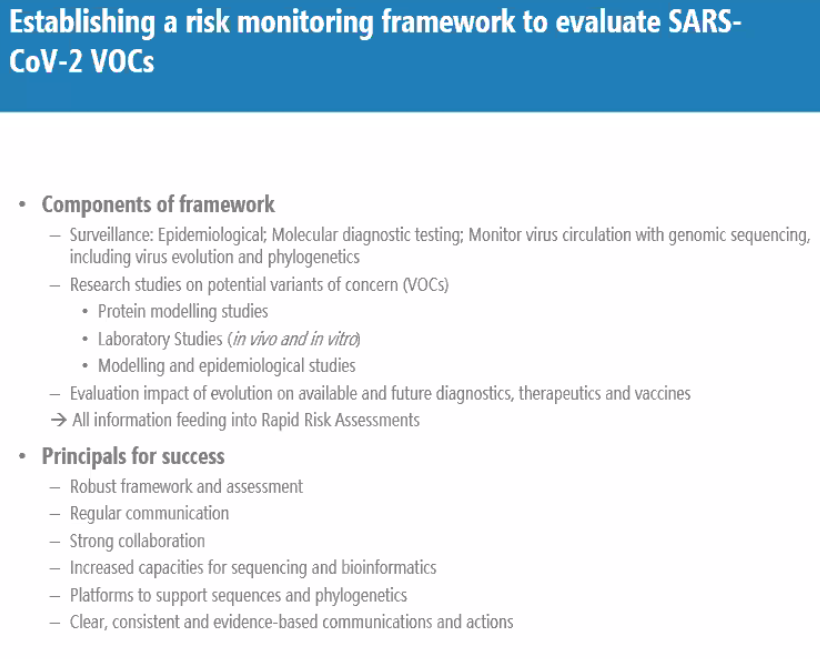 Establishing a risk monitoring framework to evaluate SARS-
CoV-2 VOCs
• Components of framework
– Surveillance: Epidemiological; Molecular diagnostic testing; Monitor virus circulation with genomic sequencing,
including virus evolution and phylogenetics
– Research studies on potential variants of concern (VOCs)
• Protein modelling studies
• Laboratory Studies (in vivo and in vitro)
• Modelling and epidemiological studies
– Evaluation impact of evolution on available and future diagnostics, therapeutics and vaccines
→ All information feeding into Rapid Risk Assessments
• Principals for success
– Robust framework and assessment
– Regular communication
– Strong collaboration
– Increased capacities for sequencing and bioinformatics
– Platforms to support sequences and phylogenetics
– Clear, consistent and evidence-based communications and actions